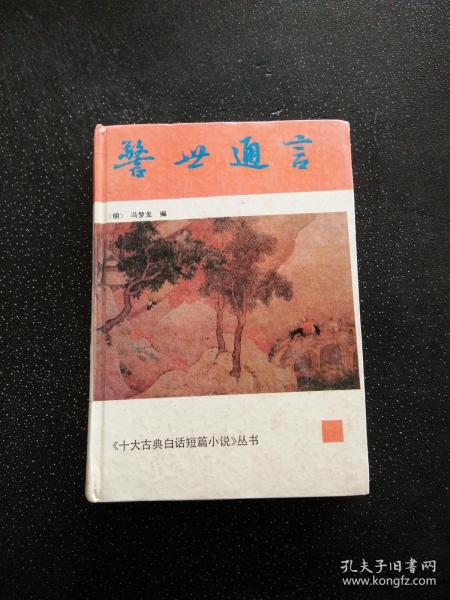 警世通言
〔明〕 冯梦龙 编
《十大古典白话短篇小说》丛书
孔夫子旧书网
www.kongfz.com